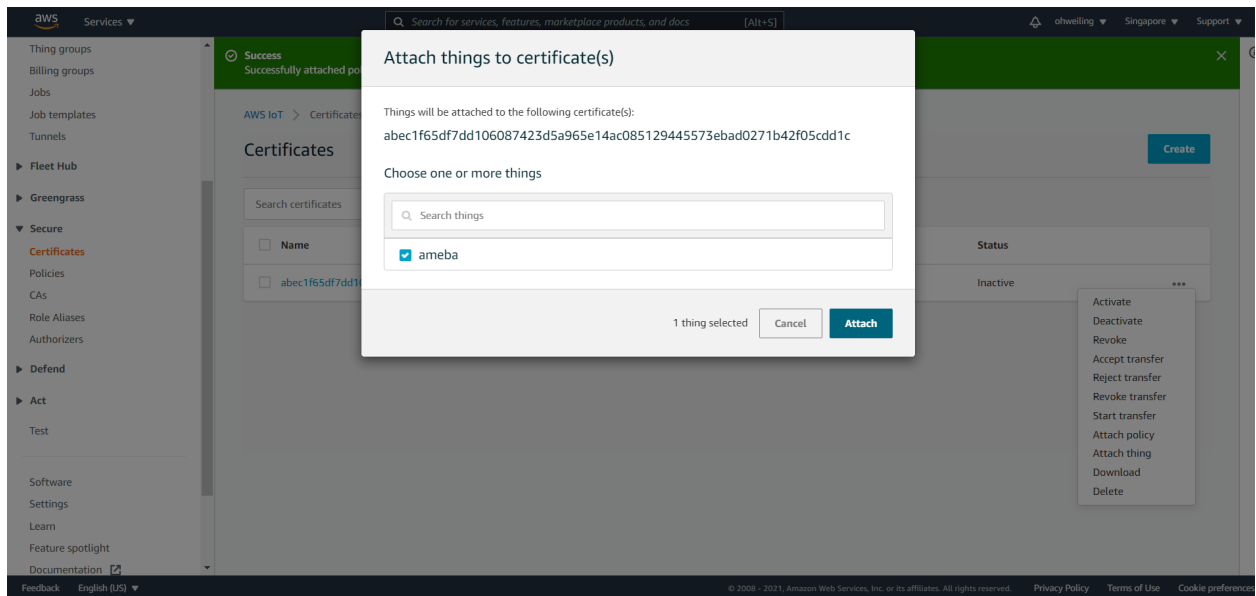 aws
Services
Search for services, features, marketplace products, and docs [Alt+S]
ohweiling
Singapore
Support
Thing groups
Billing groups
Jobs
Job templates
Tunnels
Fleet Hub
Greengrass
Secure
Certificates
Policies
CAs
Role Aliases
Authorizers
Defend
Act
Test
Software
Settings
Learn
Feature spotlight
Documentation
Success
Successfully attached po
AWS IoT > Certificates
Certificates
Create
Search certificates
Name
Status
abec1f65df7dd1
Inactive
Activate
Deactivate
Revoke
Accept transfer
Reject transfer
Revoke transfer
Start transfer
Attach policy
Attach thing
Download
Delete
Attach things to certificate(s)
Things will be attached to the following certificate(s):
abec1f65df7dd106087423d5a965e14ac085129445573ebad0271b42f05cdd1c
Choose one or more things
Search things
ameba
1 thing selected
Cancel
Attach
Feedback
English (US)
© 2008 - 2021, Amazon Web Services, Inc. or its affiliates. All rights reserved.
Privacy Policy
Terms of Use
Cookie preferences